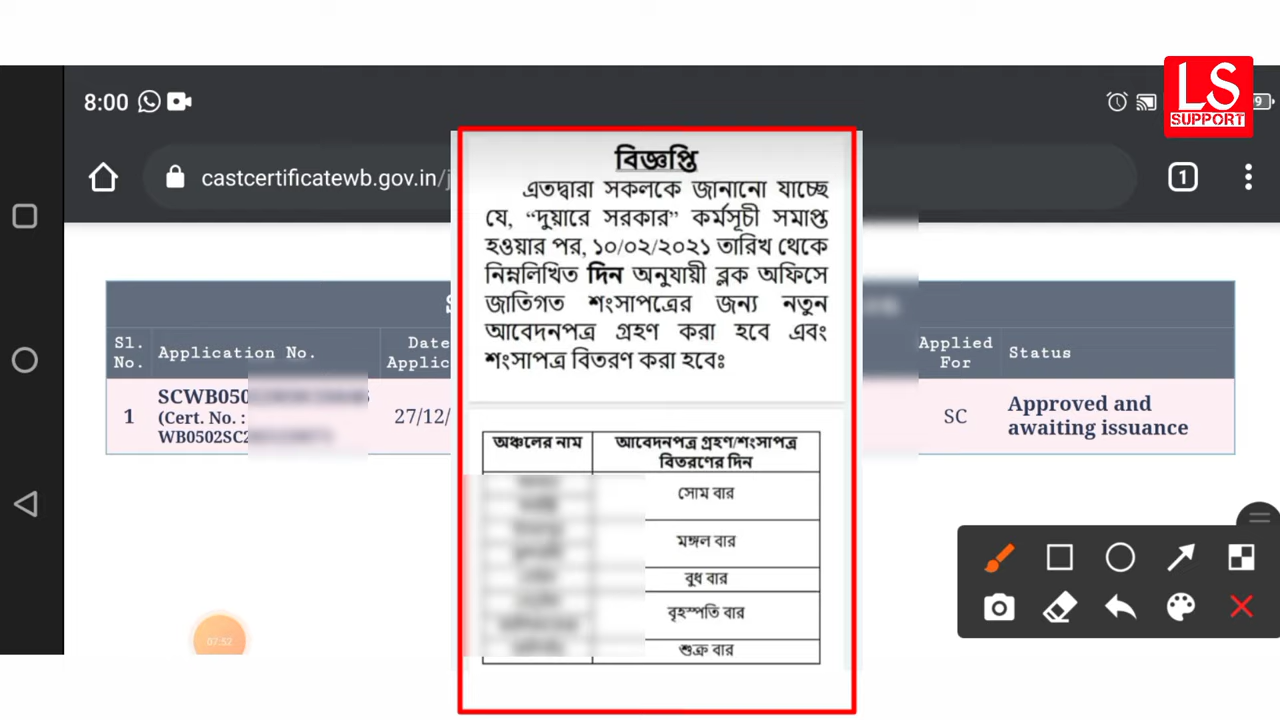 LS
SUPPORT
8:00
9
castcertificatewb.gov.in/j
1
বিজ্ঞপ্তি
এতদ্বারা সকলকে জানানো যাচ্ছে
যে, “দুয়ারে সরকার” কর্মসূচী সমাপ্ত
হওয়ার পর, ১০/০২/২০২১ তারিখ থেকে
নিম্নলিখিত দিন অনুযায়ী ব্লক অফিসে
জাতিগত শংসাপত্রের জন্য নতুন
আবেদনপত্র গ্রহণ করা হবে এবং
শংসাপত্র বিতরণ করা হবেঃ
অঞ্চলের নাম
আবেদনপত্র গ্রহণ/শংসাপত্র
বিতরণের দিন
সোম বার
মঙ্গল বার
বুধ বার
বৃহস্পতি বার
শুক্র বার
Sl.
No.
Application No.
Date
Applic
Applied
For
Status
1
SCWB050
(Cert. No. :
WB0502SC2
27/12/
SC
Approved and
awaiting issuance
07:52